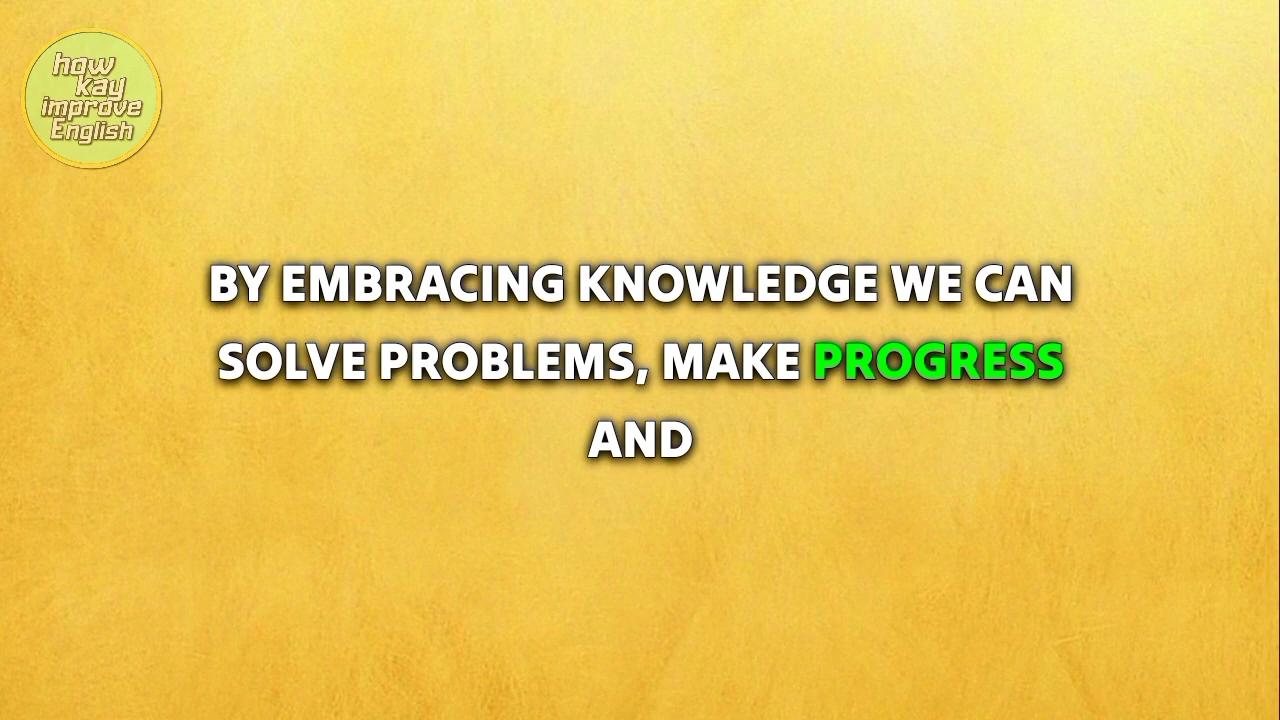 how
kay
improve
English
BY EMBRACING KNOWLEDGE WE CAN
SOLVE PROBLEMS, MAKE PROGRESS
AND